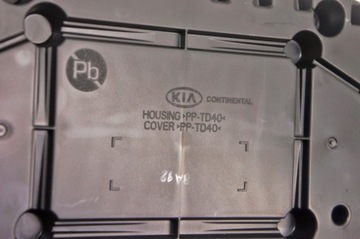 Pb
KIA CONTINENTAL
HOUSING >PP-TD40<
COVER >PP-TD40<